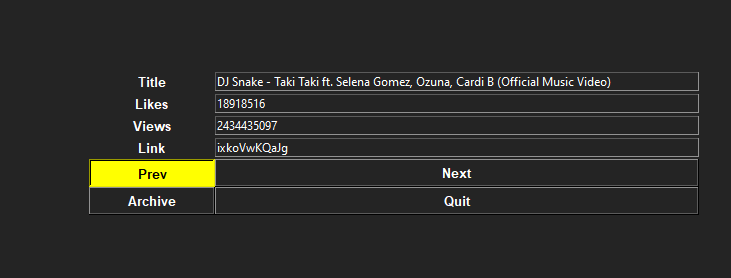 Title DJ Snake - Taki Taki ft. Selena Gomez, Ozuna, Cardi B (Official Music Video)
Likes 18918516
Views 2434435097
Link ixkoVwKQaJg
Prev Next
Archive Quit